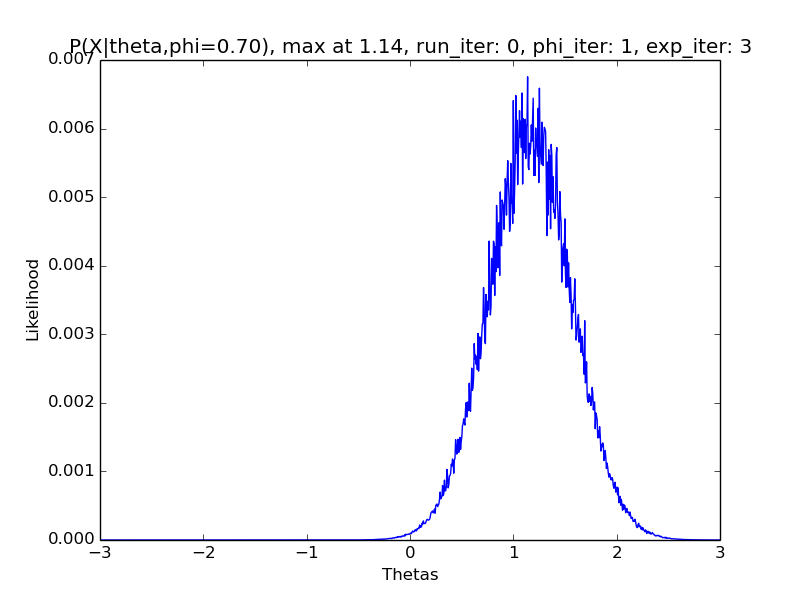 P(X|theta,phi=0.70), max at 1.14, run_iter: 0, phi_iter: 1, exp_iter: 3
0.007
0.006
0.005
0.004
0.003
0.002
0.001
0.000
Likelihood
−3 −2 −1 0 1 2 3
Thetas